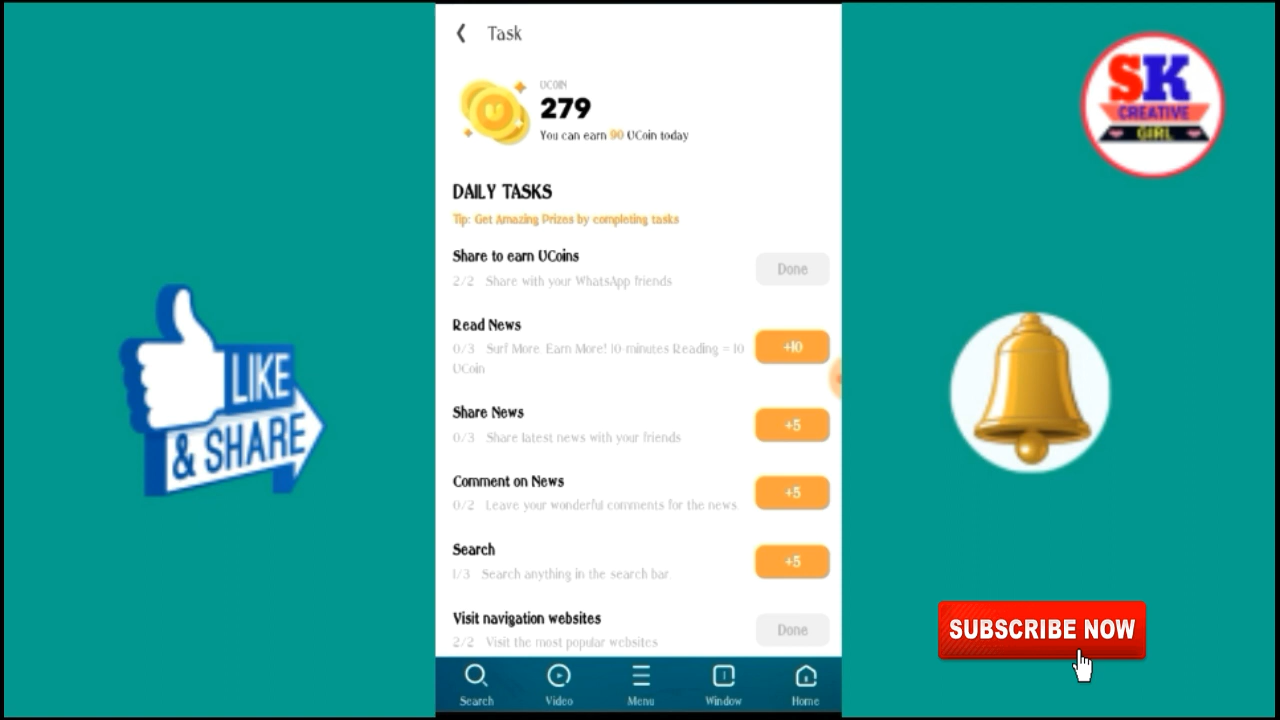 Task
UCOIN
279
You can earn 90 UCoin today
DAILY TASKS
Tip: Get Amazing Prizes by completing tasks
Share to earn UCoins
2/2 Share with your WhatsApp friends
Done
Read News
0/3 Surf More Earn More! 10 minutes Reading = 10
UCoin
+10
Share News
0/3 Share latest news with your friends
+5
Comment on News
0/2 Leave your wonderful comments for the news.
+5
Search
1/3 Search anything in the search bar.
+5
Visit navigation websites
2/2 Visit the most popular websites
Done
Search
Video
Menu
1
Window
Home
LIKE
& SHARE
SK
CREATIVE
GIRL
SUBSCRIBE NOW